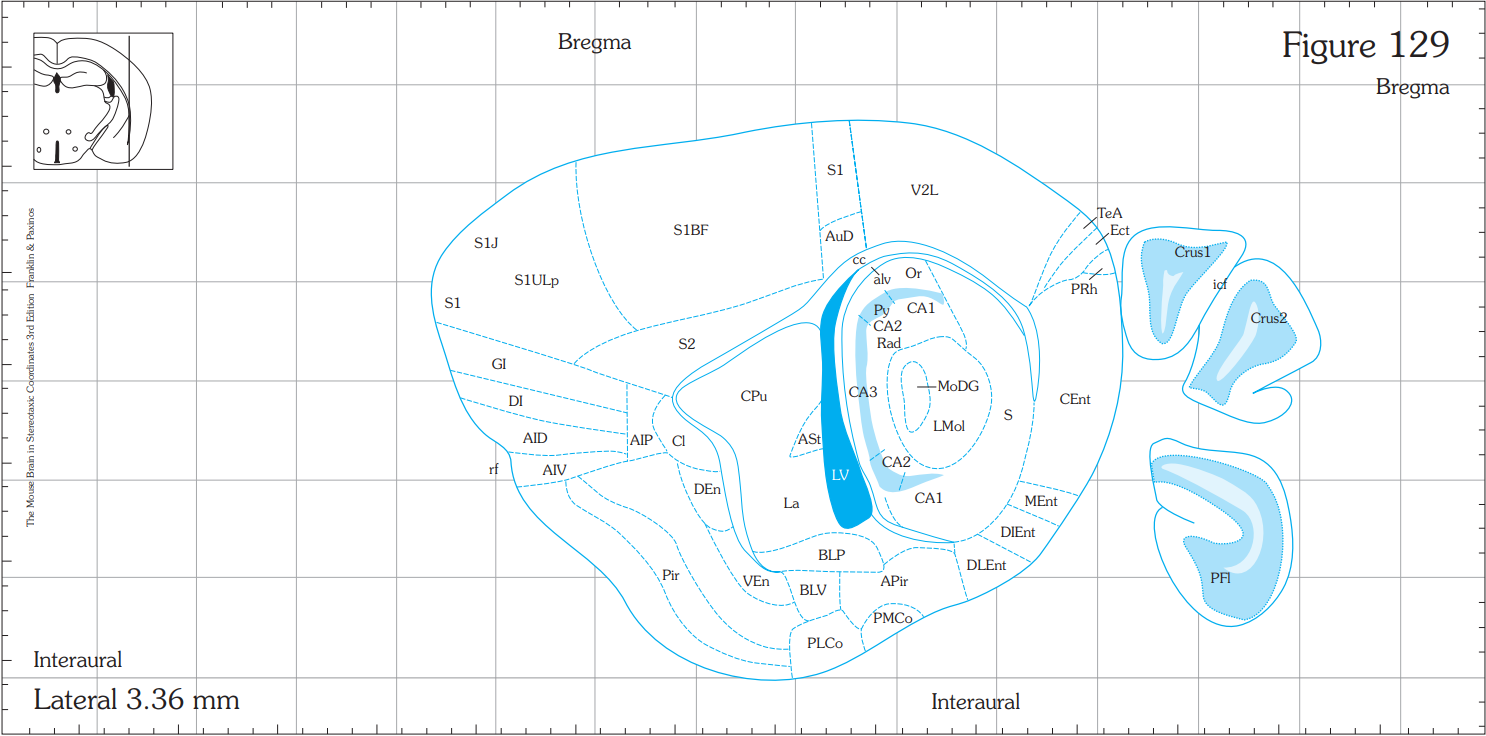 Bregma
Figure 129
Bregma
S1
V2L
TeA
S1BF
Ect
S1J
AuD
Crus1
cc
Or
alv
S1ULp
icf
PRh
S1
Py
CA1
Crus2
CA2
S2
Rad
GI
MoDG
CPu
CA3
CEnt
DI
S
LMol
AID
AIP
Cl
ASt
CA2
rf
AIV
LV
DEn
La
CA1
MEnt
DIEnt
BLP
DLEnt
Pir
VEn
BLV
APir
PFl
PMCo
PLCo
The Mouse Brain in Stereotaxic Coordinates 3rd Edition Franklin & Paxinos
Interaural
Lateral 3.36 mm
Interaural